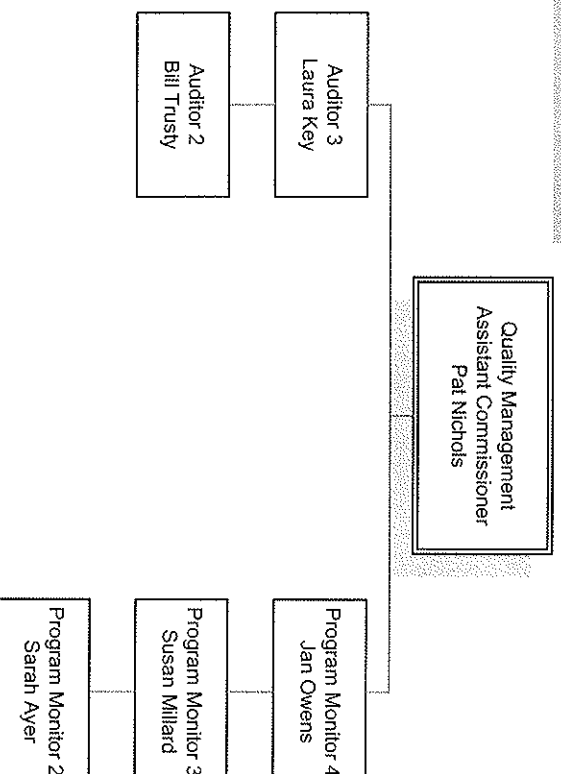 Quality Management
Assistant Commissioner
Pat Nichols
Auditor 3
Laura Key
Auditor 2
Bill Trusty
Program Monitor 4
Jan Owens
Program Monitor 3
Susan Millard
Program Monitor 2
Sarah Ayer